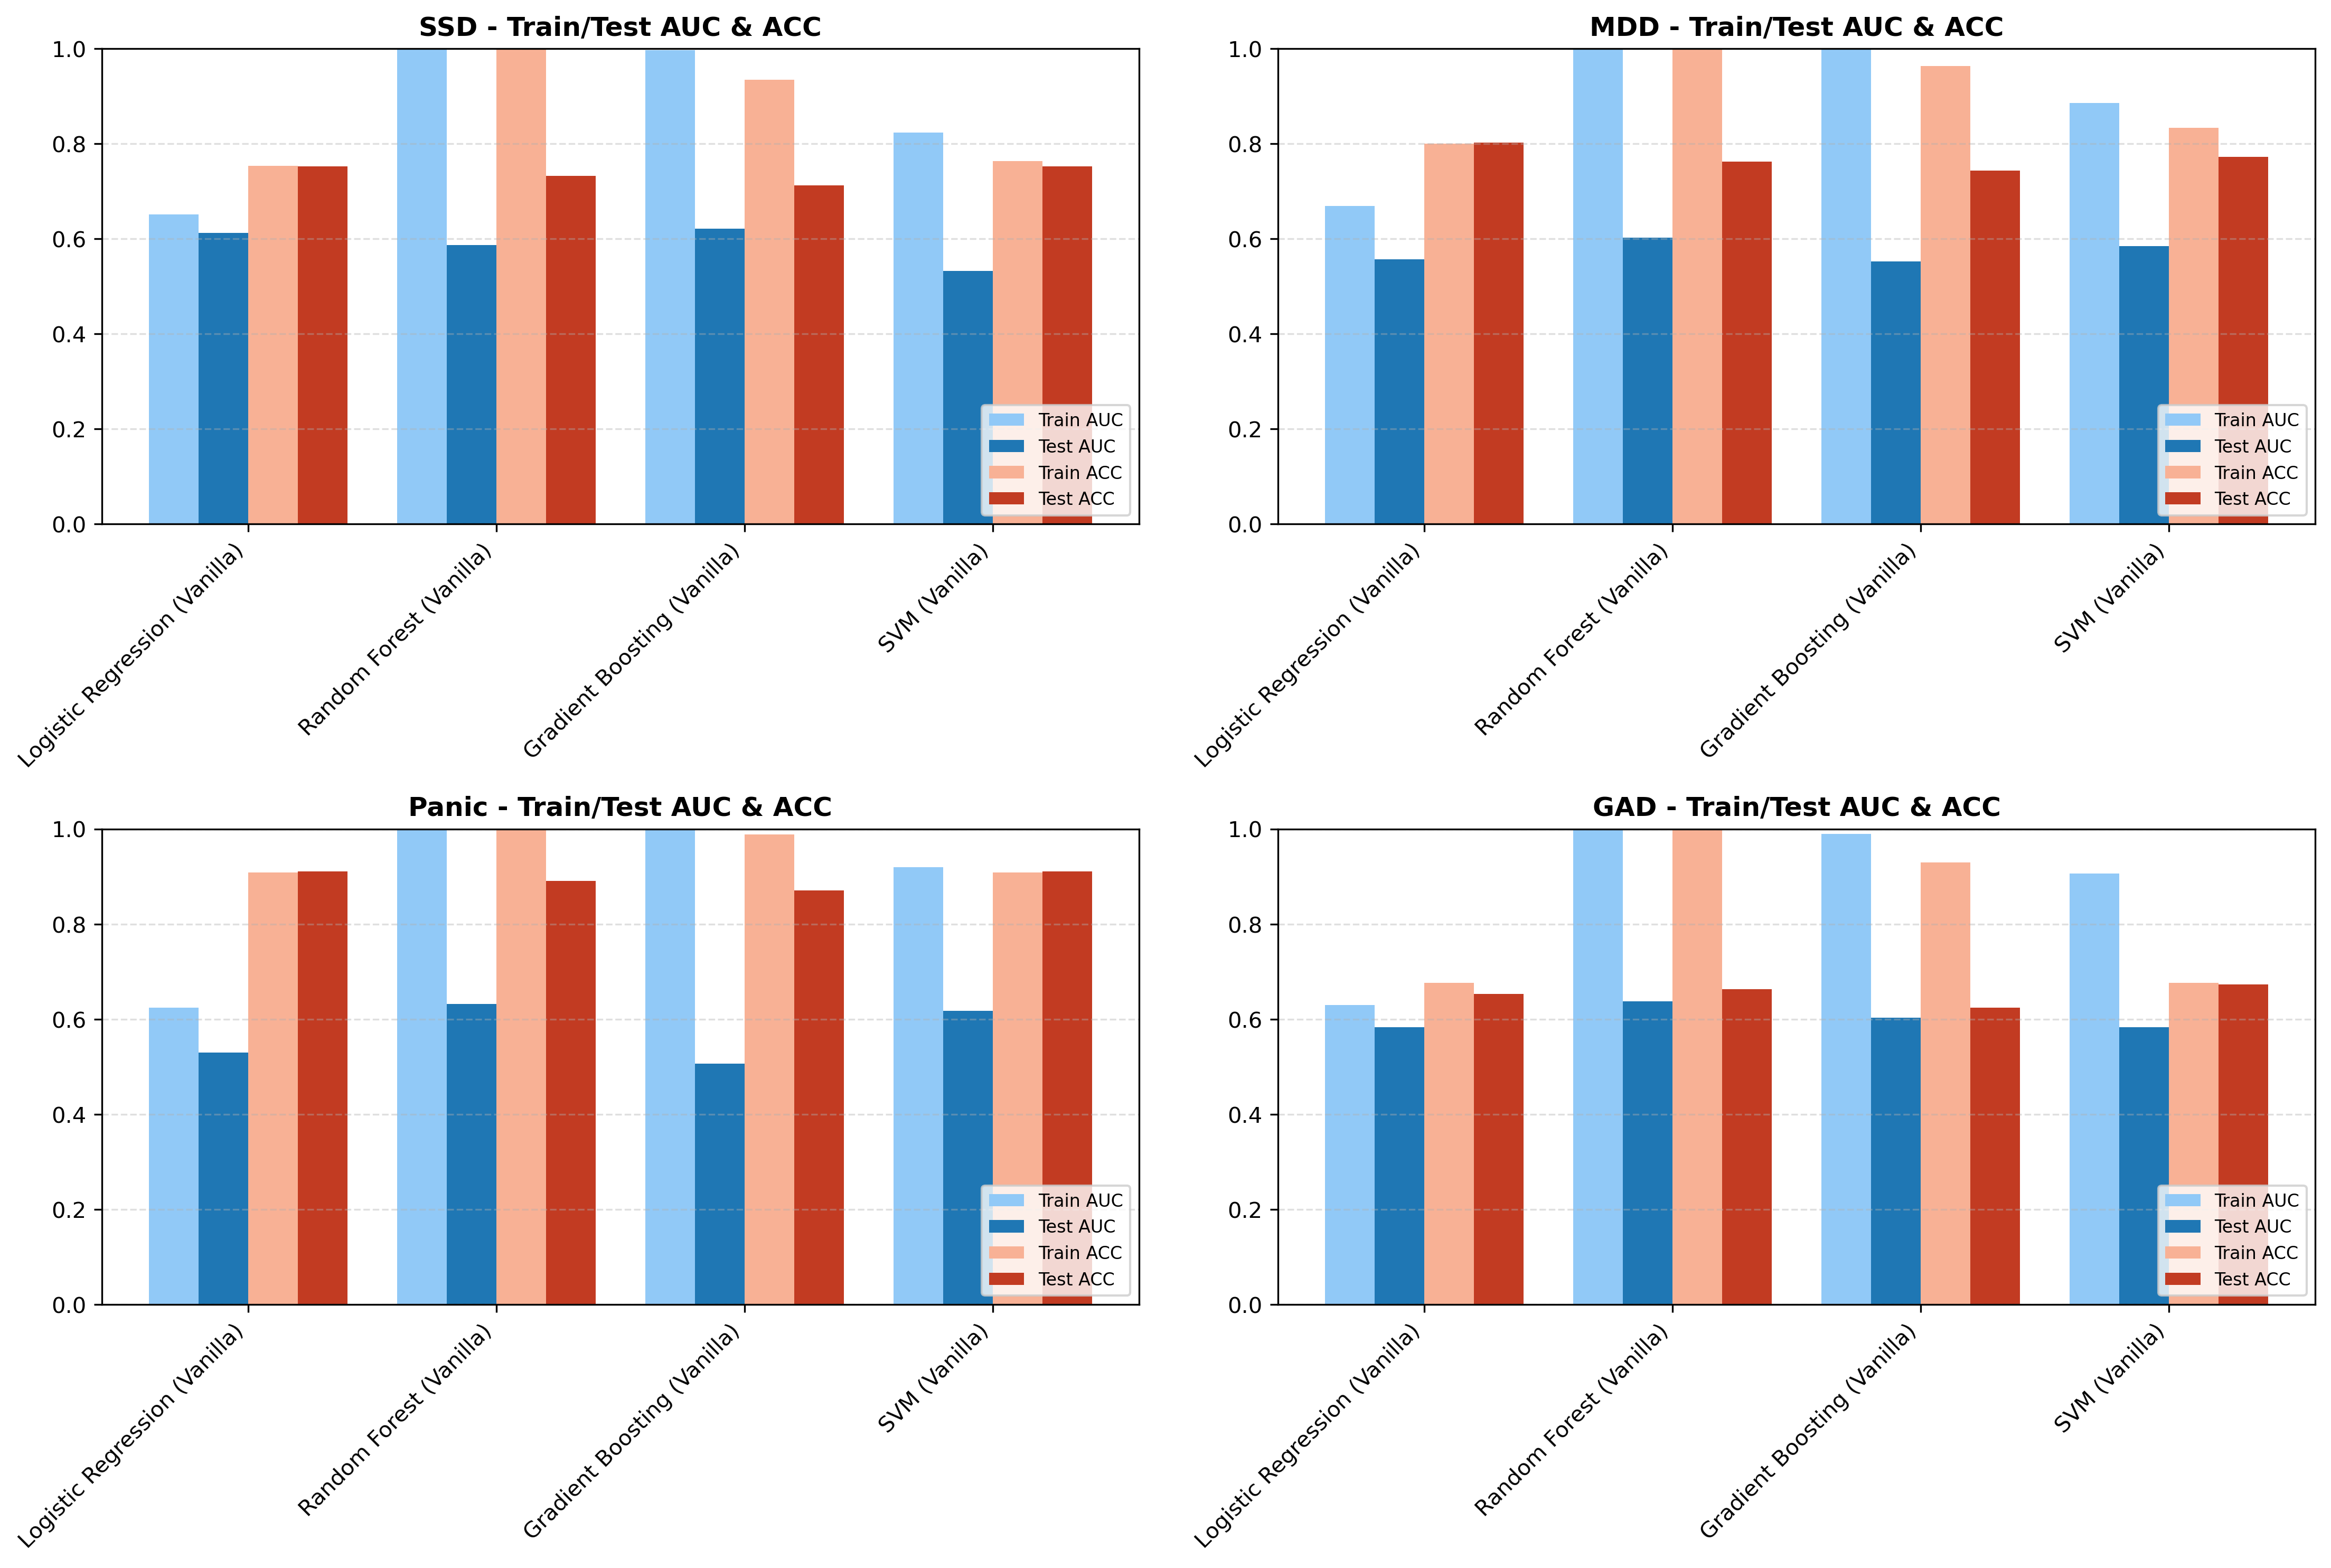 SSD - Train/Test AUC & ACC
1.0
0.8
0.6
0.4
0.2
0.0
Train AUC
Test AUC
Train ACC
Test ACC
Logistic Regression (Vanilla)
Random Forest (Vanilla)
Gradient Boosting (Vanilla)
SVM (Vanilla)
MDD - Train/Test AUC & ACC
1.0
0.8
0.6
0.4
0.2
0.0
Train AUC
Test AUC
Train ACC
Test ACC
Logistic Regression (Vanilla)
Random Forest (Vanilla)
Gradient Boosting (Vanilla)
SVM (Vanilla)
Panic - Train/Test AUC & ACC
1.0
0.8
0.6
0.4
0.2
0.0
Train AUC
Test AUC
Train ACC
Test ACC
Logistic Regression (Vanilla)
Random Forest (Vanilla)
Gradient Boosting (Vanilla)
SVM (Vanilla)
GAD - Train/Test AUC & ACC
1.0
0.8
0.6
0.4
0.2
0.0
Train AUC
Test AUC
Train ACC
Test ACC
Logistic Regression (Vanilla)
Random Forest (Vanilla)
Gradient Boosting (Vanilla)
SVM (Vanilla)